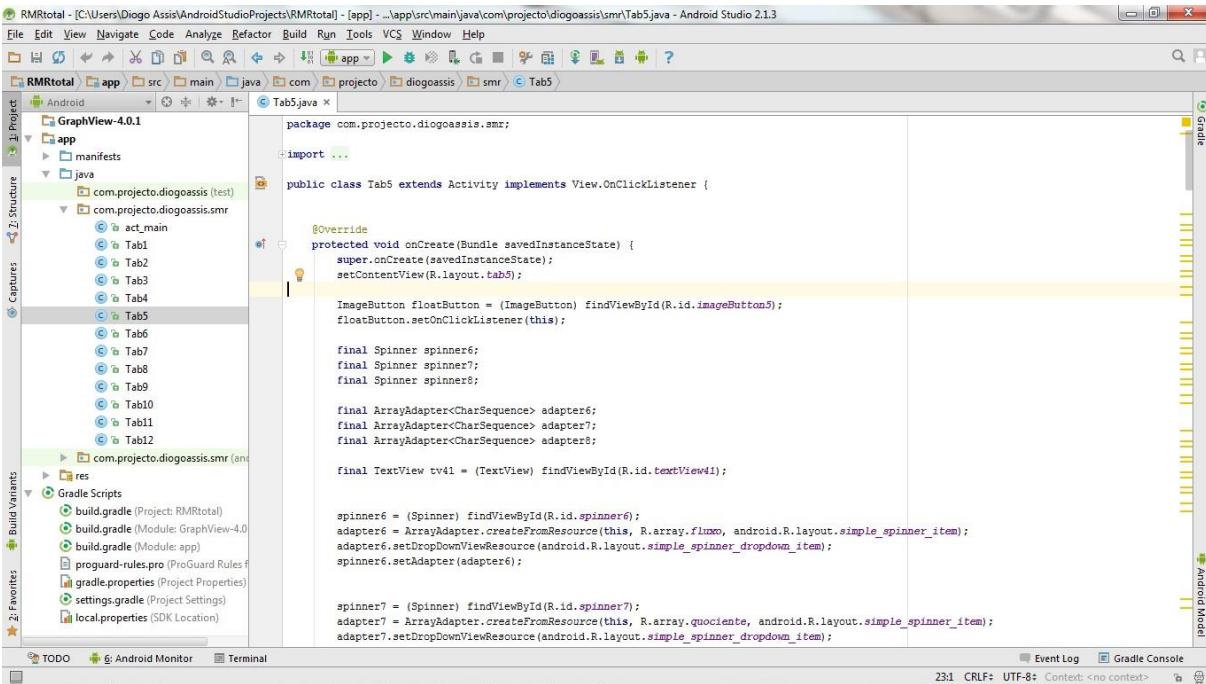 RMRtotal - [C:\Users\Diogo Assis\AndroidStudioProjects\RMRtotal] - [app] - ...\app\src\main\java\com\projecto\diogoassis\smr\Tab5.java - Android Studio 2.1.3
File Edit View Navigate Code Analyze Refactor Build Run Tools VCS Window Help
app
RMRtotal app src main java com projecto diogoassis smr Tab5
Android
Tab5.java
1: Project
Z: Structure
Captures
Build Variants
2: Favorites
GraphView-4.0.1
app
manifests
java
com.projecto.diogoassis (test)
com.projecto.diogoassis.smr
act_main
Tab1
Tab2
Tab3
Tab4
Tab5
Tab6
Tab7
Tab8
Tab9
Tab10
Tab11
Tab12
com.projecto.diogoassis.smr (and
res
Gradle Scripts
build.gradle (Project: RMRtotal)
build.gradle (Module: GraphView-4.0
build.gradle (Module: app)
proguard-rules.pro (ProGuard Rules f
gradle.properties (Project Properties)
settings.gradle (Project Settings)
local.properties (SDK Location)
package com.projecto.diogoassis.smr;
import ...
public class Tab5 extends Activity implements View.OnClickListener {
@Override
protected void onCreate(Bundle savedInstanceState) {
super.onCreate(savedInstanceState);
setContentView(R.layout.tab5);
ImageButton floatButton = (ImageButton) findViewById(R.id.imageButton5);
floatButton.setOnClickListener(this);
final Spinner spinner6;
final Spinner spinner7;
final Spinner spinner8;
final ArrayAdapter<CharSequence> adapter6;
final ArrayAdapter<CharSequence> adapter7;
final ArrayAdapter<CharSequence> adapter8;
final TextView tv41 = (TextView) findViewById(R.id.textView41);
spinner6 = (Spinner) findViewById(R.id.spinner6);
adapter6 = ArrayAdapter.createFromResource(this, R.array.fluxo, android.R.layout.simple_spinner_item);
adapter6.setDropDownViewResource(android.R.layout.simple_spinner_dropdown_item);
spinner6.setAdapter(adapter6);
spinner7 = (Spinner) findViewById(R.id.spinner7);
adapter7 = ArrayAdapter.createFromResource(this, R.array.quociente, android.R.layout.simple_spinner_item);
adapter7.setDropDownViewResource(android.R.layout.simple_spinner_dropdown_item);
Gradle
Android Model
TODO 6: Android Monitor Terminal Event Log Gradle Console
23:1 CRLF UTF-8 Context: <no context>